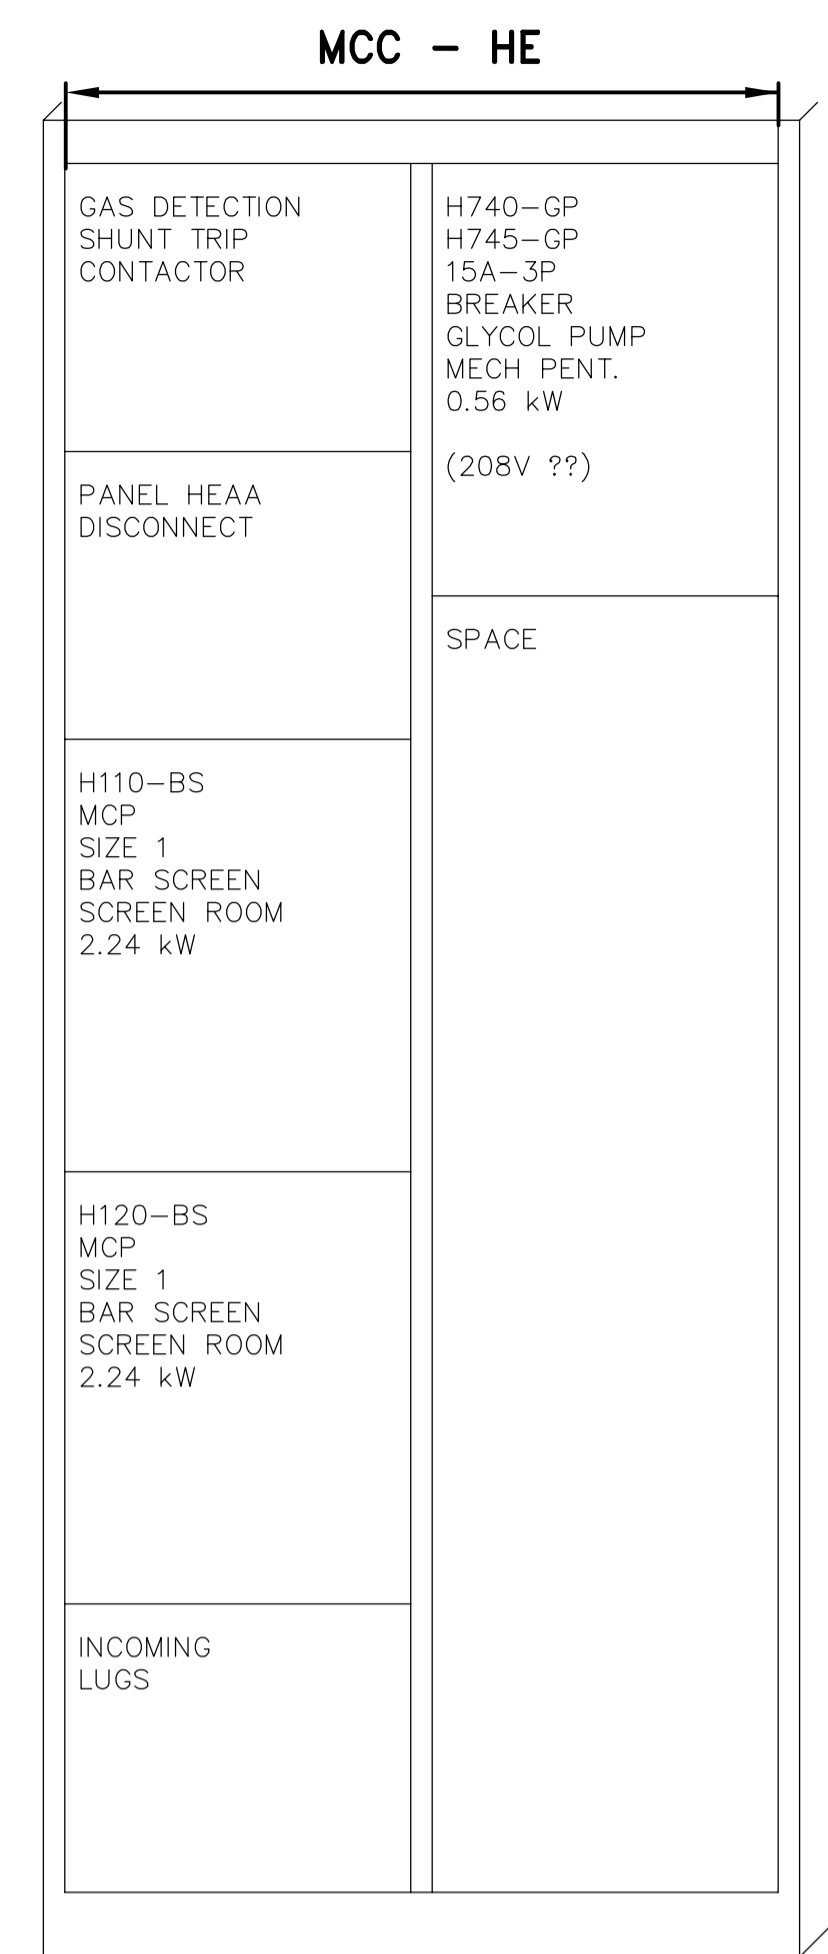 MCC - HE
GAS DETECTION
SHUNT TRIP
CONTACTOR
PANEL HEAA
DISCONNECT
H110-BS
MCP
SIZE 1
BAR SCREEN
SCREEN ROOM
2.24 kW
H120-BS
MCP
SIZE 1
BAR SCREEN
SCREEN ROOM
2.24 kW
INCOMING
LUGS
H740-GP
H745-GP
15A-3P
BREAKER
GLYCOL PUMP
MECH PENT.
0.56 kW
(208V ??)
SPACE